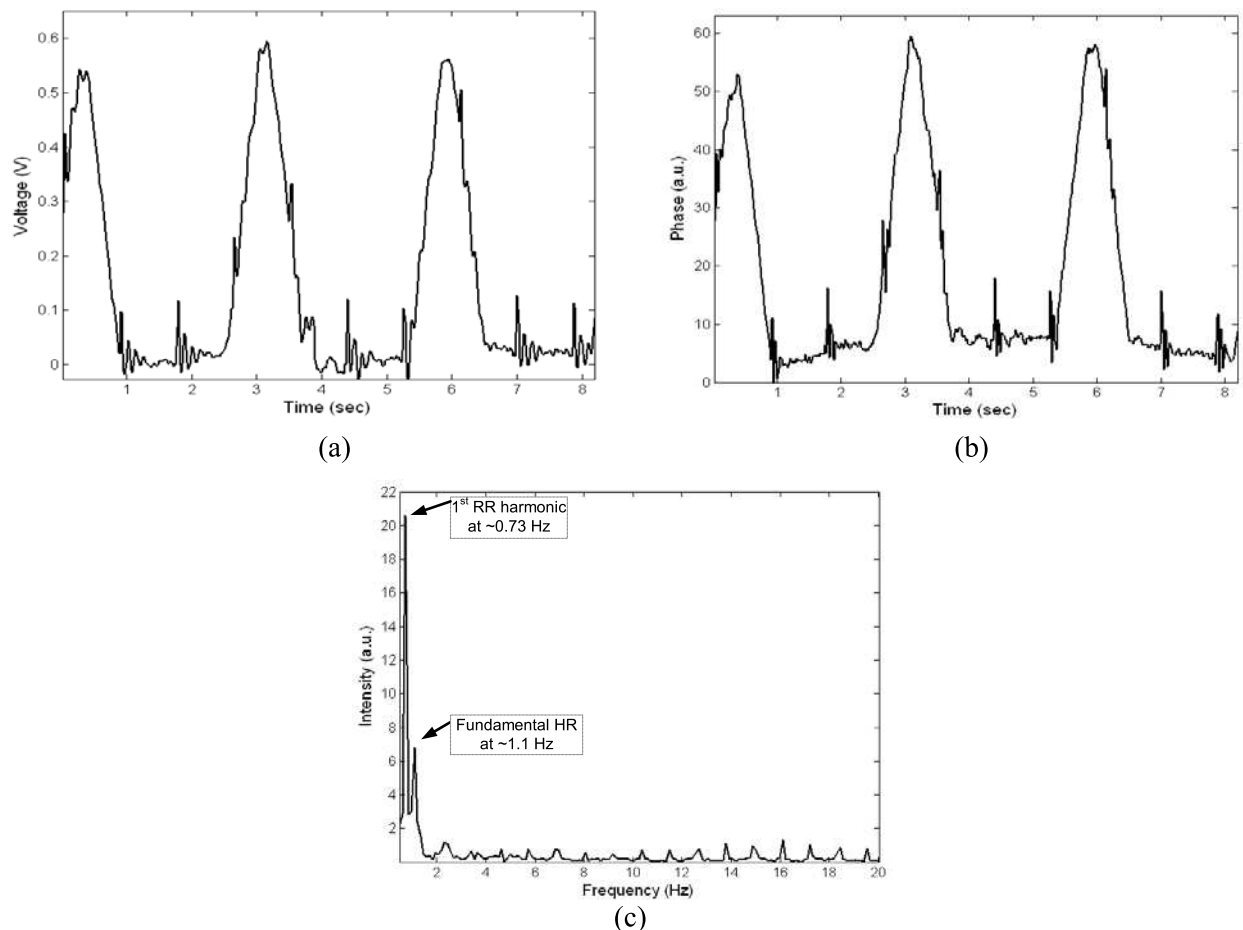 0.6
0.5
0.4
0.3
0.2
0.1
0
Voltage (V)
1 2 3 4 5 6 7 8
Time (sec)
(a)
60
50
40
30
20
10
0
Phase (a.u.)
1 2 3 4 5 6 7 8
Time (sec)
(b)
22
20
18
16
14
12
10
8
6
4
2
Intensity (a.u.)
1st RR harmonic
at ~0.73 Hz
Fundamental HR
at ~1.1 Hz
2 4 6 8 10 12 14 16 18 20
Frequency (Hz)
(c)